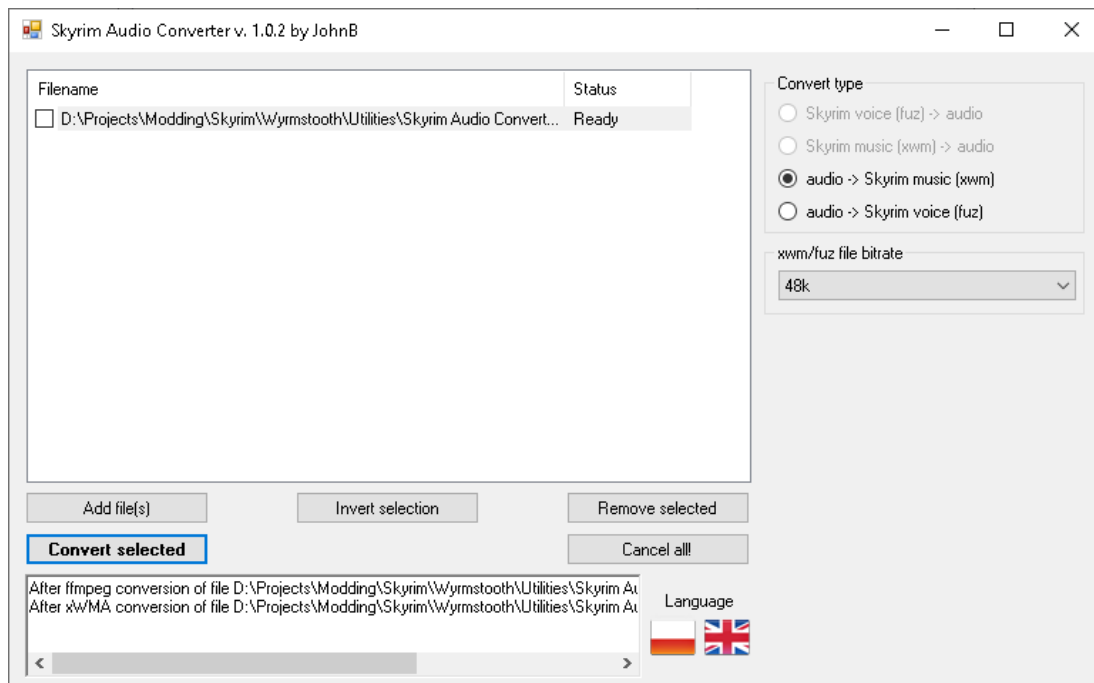 Skyrim Audio Converter v. 1.0.2 by JohnB
Filename
Status
D:\Projects\Modding\Skyrim\Wyrmstooth\Utilities\Skyrim Audio Convert...
Ready
Convert type
Skyrim voice (fuz) -> audio
Skyrim music (xwm) -> audio
audio -> Skyrim music (xwm)
audio -> Skyrim voice (fuz)
xwm/fuz file bitrate
48k
Add file(s)
Invert selection
Remove selected
Convert selected
Cancel all!
After ffmpeg conversion of file D:\Projects\Modding\Skyrim\Wyrmstooth\Utilities\Skyrim Au
After xWMA conversion of file D:\Projects\Modding\Skyrim\Wyrmstooth\Utilities\Skyrim Au
Language